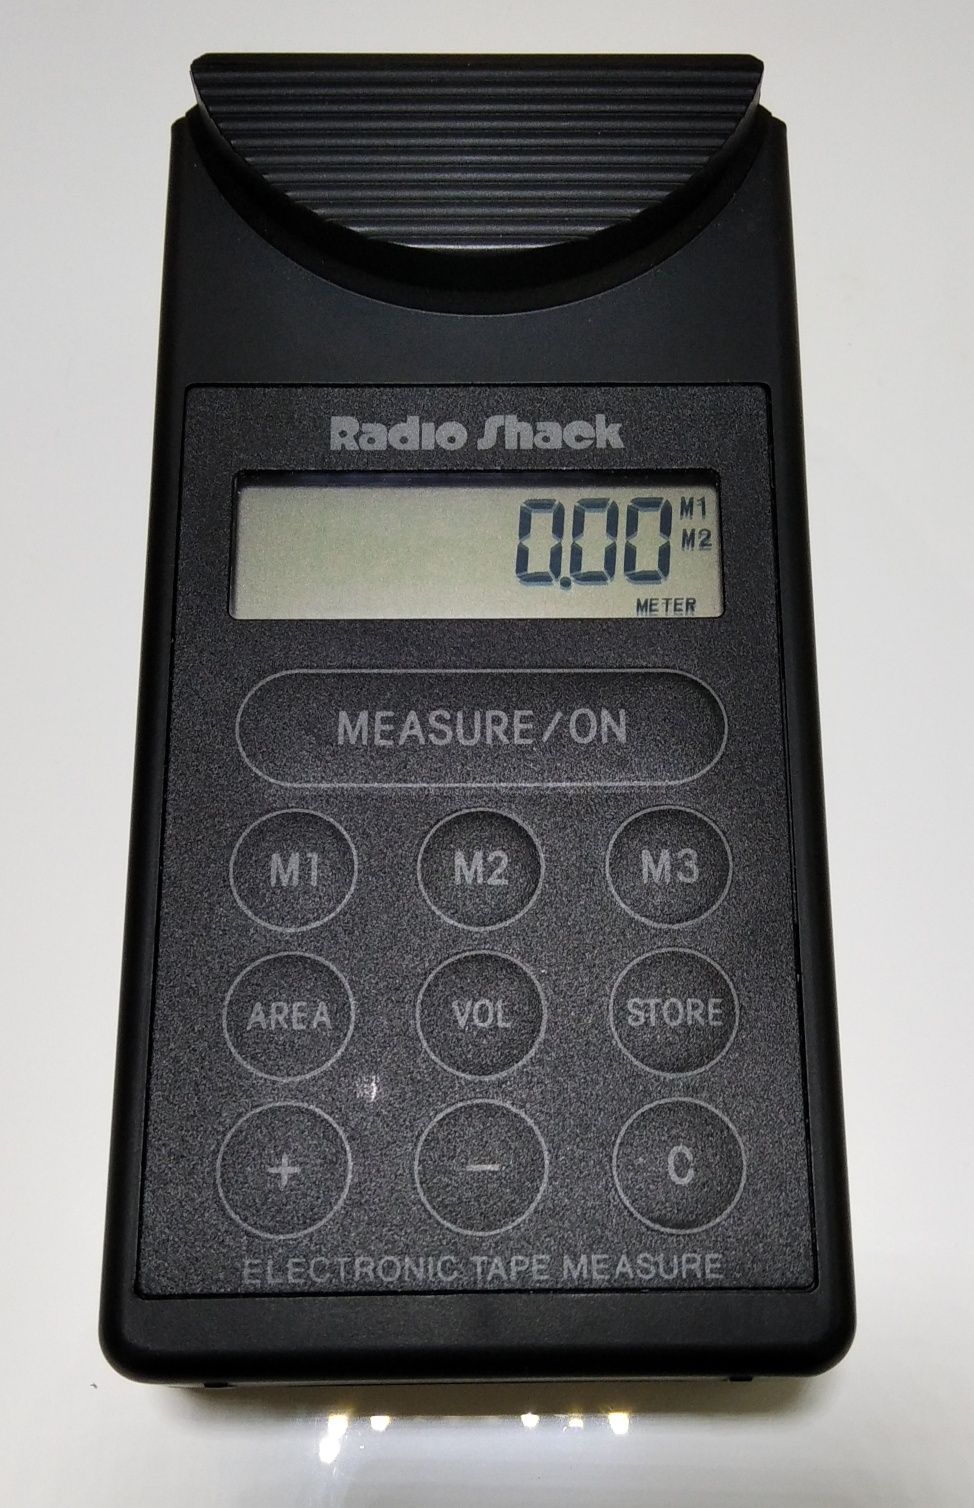 Radio Shack
0.00 M1
M2
METER
MEASURE/ON
M1 M2 M3
AREA VOL STORE
+ - C
ELECTRONIC TAPE MEASURE